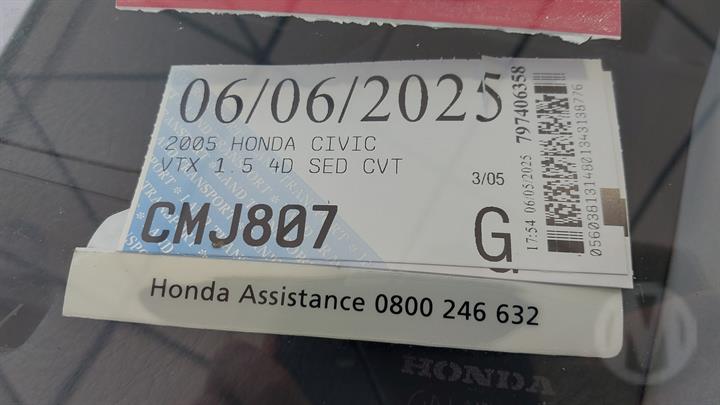 06/06/2025
2005 HONDA CIVIC
VTX 1.5 4D SED CVT
3/05
CMJ807
G
797406358
17:54 06/05/2025
Honda Assistance 0800 246 632
HONDA
M